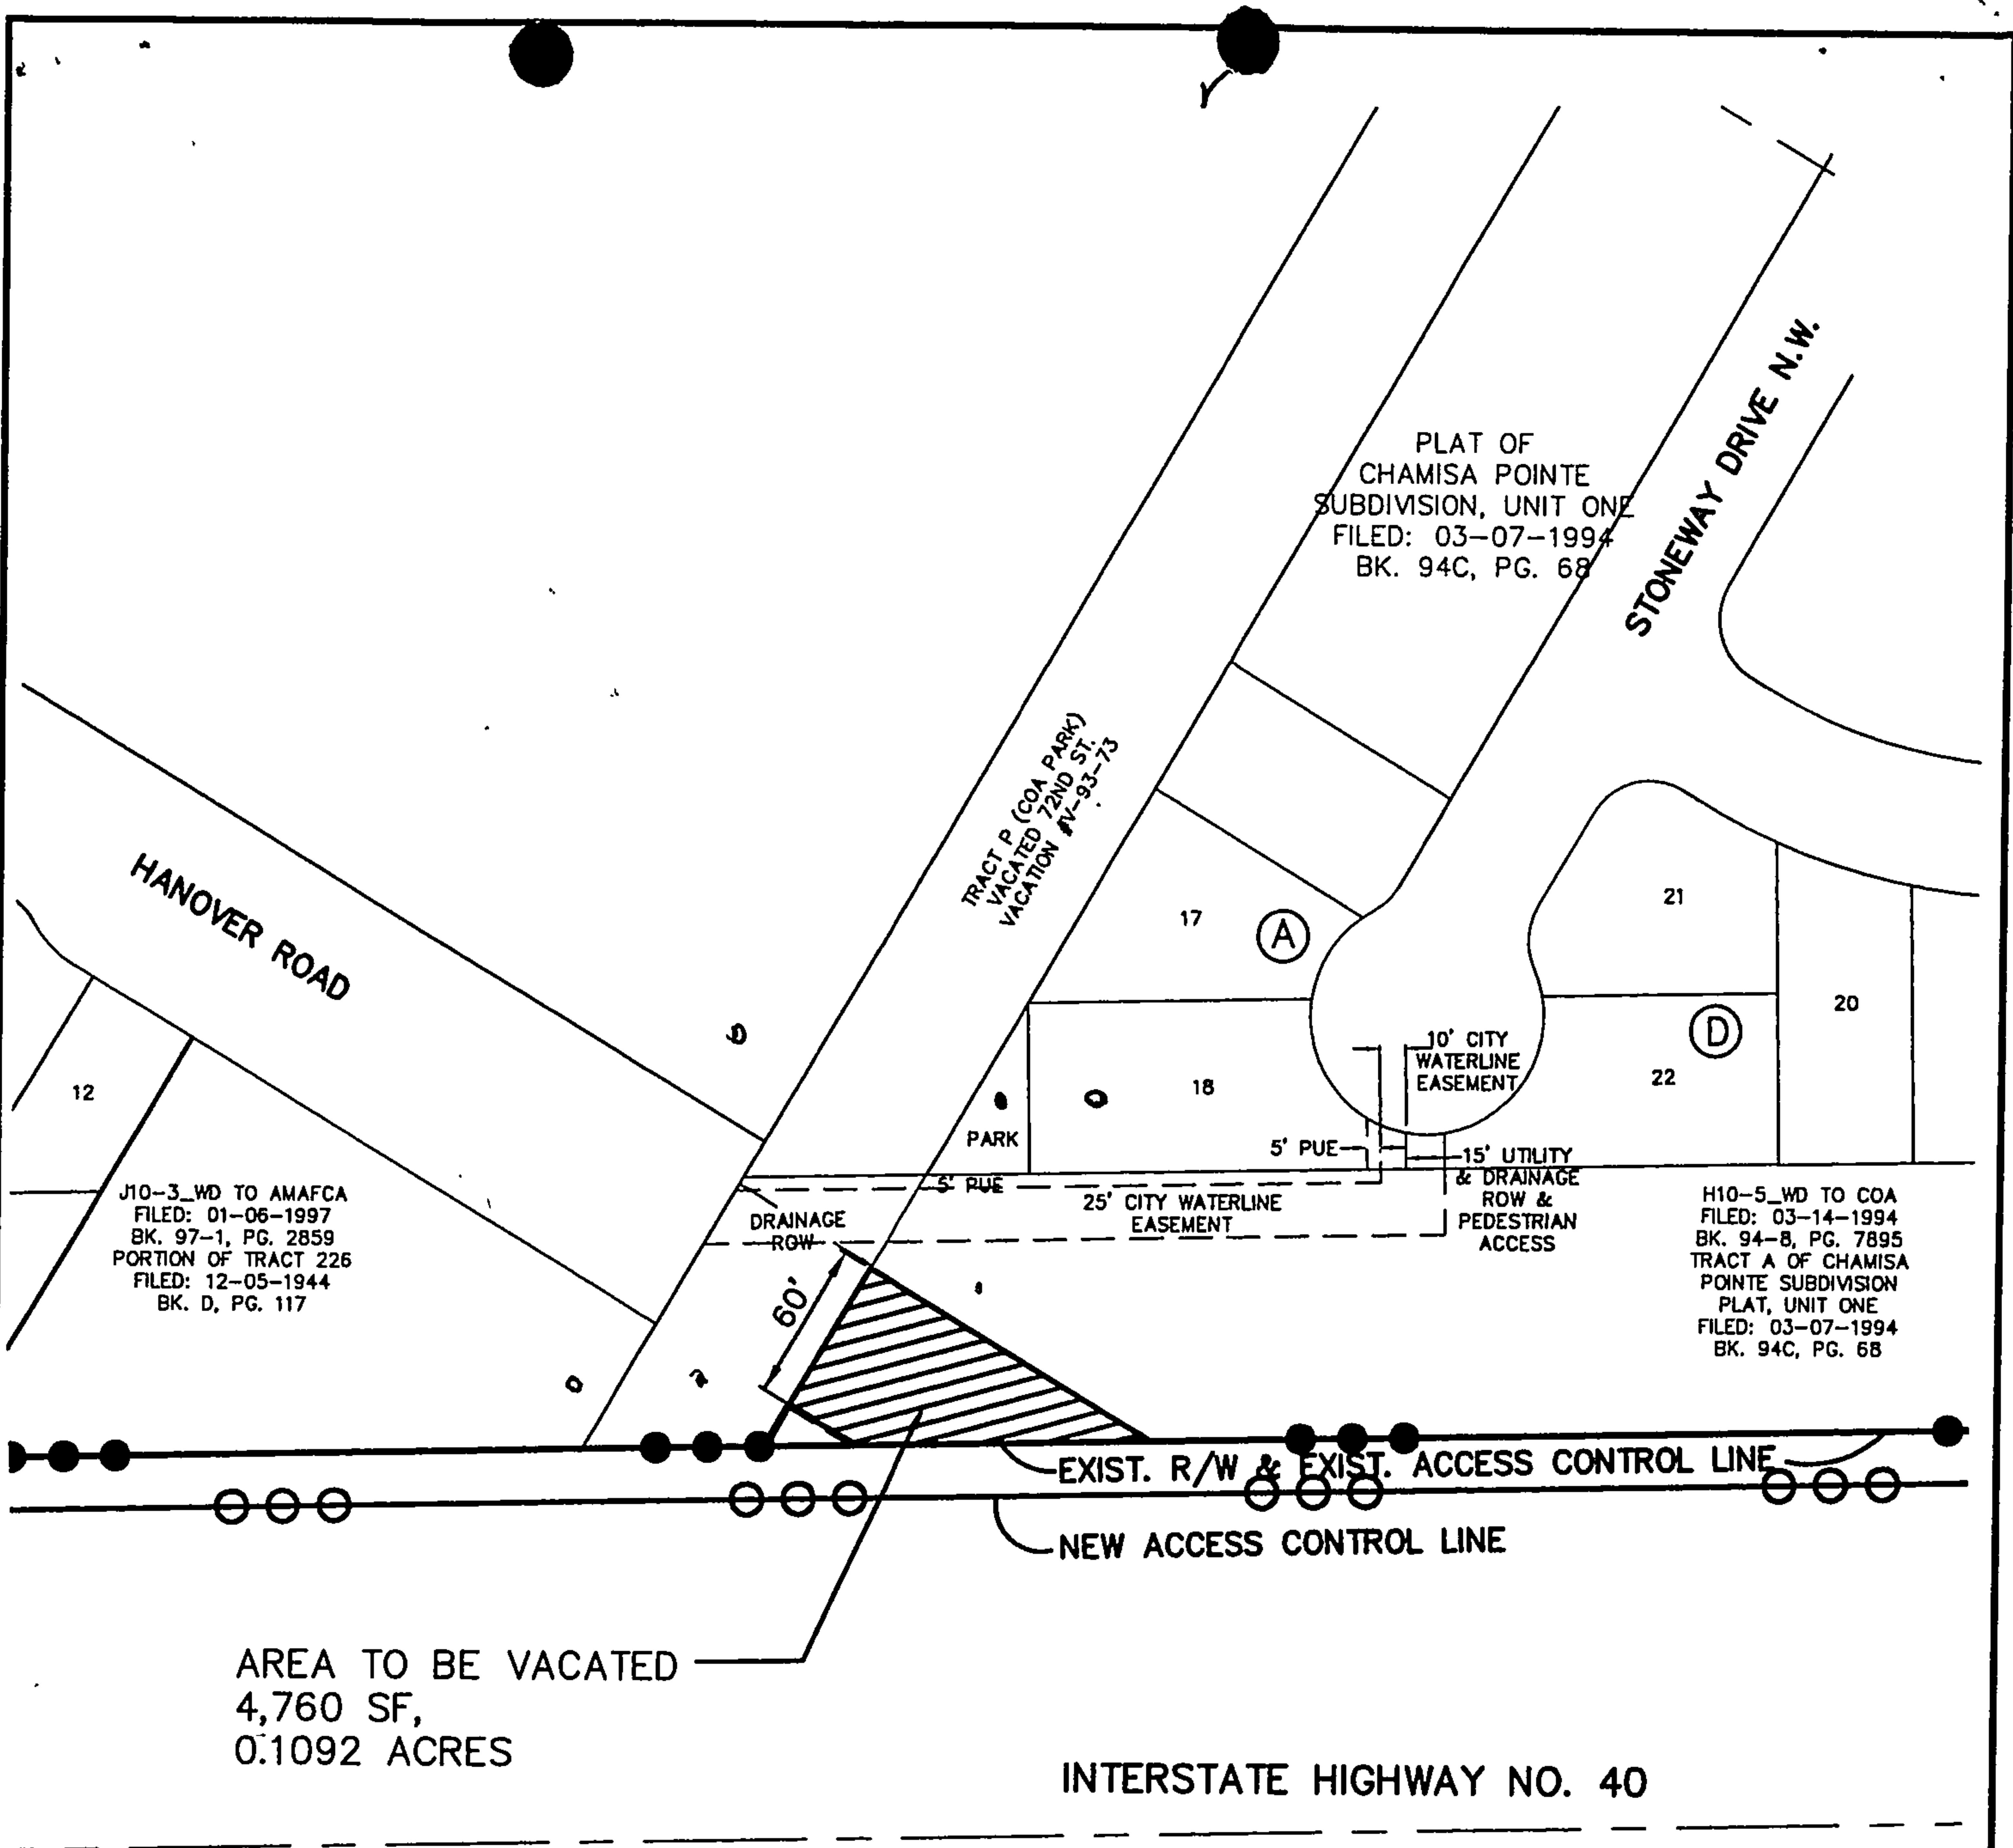 PLAT OF
CHAMISA POINTE
SUBDIVISION, UNIT ONE
FILED: 03-07-1994
BK. 94C, PG. 68
STONEWAY DRIVE N.W.
TRACT P (COA PARK)
VACATED 72ND ST.
VACATION #V-93-73
HANOVER ROAD
17
A
21
20
D
12
18
22
10' CITY
WATERLINE
EASEMENT
PARK
5' PUE
15' UTILITY
& DRAINAGE
ROW &
PEDESTRIAN
ACCESS
5' PUE
25' CITY WATERLINE
EASEMENT
DRAINAGE
ROW
J10-3_WD TO AMAFCA
FILED: 01-06-1997
BK. 97-1, PG. 2859
PORTION OF TRACT 226
FILED: 12-05-1944
BK. D, PG. 117
H10-5_WD TO COA
FILED: 03-14-1994
BK. 94-8, PG. 7895
TRACT A OF CHAMISA
POINTE SUBDIVISION
PLAT, UNIT ONE
FILED: 03-07-1994
BK. 94C, PG. 68
60'
EXIST. R/W & EXIST. ACCESS CONTROL LINE
NEW ACCESS CONTROL LINE
AREA TO BE VACATED
4,760 SF,
0.1092 ACRES
INTERSTATE HIGHWAY NO. 40